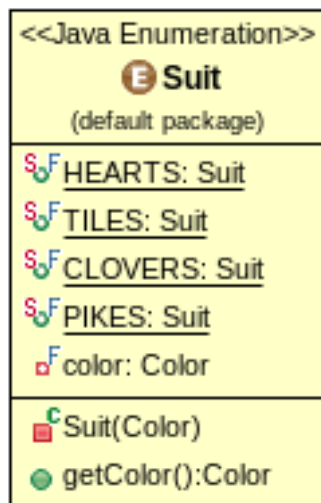 <<Java Enumeration>>
E Suit
(default package)
S F HEARTS: Suit
S F TILES: Suit
S F CLOVERS: Suit
S F PIKES: Suit
F color: Color
C Suit(Color)
getColor():Color